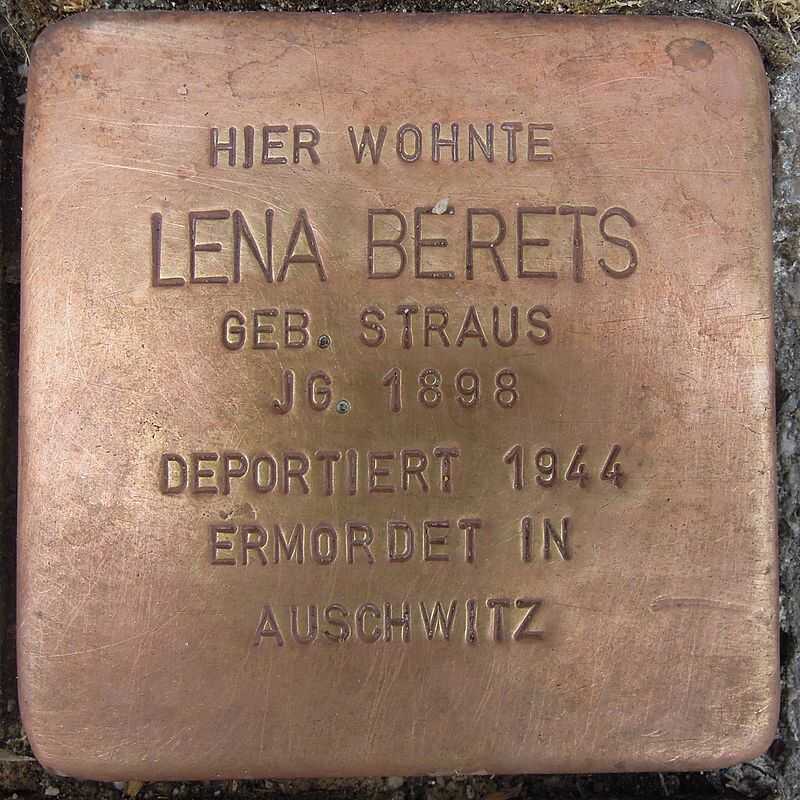 HIER WOHNTE
LENA BERETS
GEB. STRAUS
JG. 1898
DEPORTIERT 1944
ERMORDET IN
AUSCHWITZ